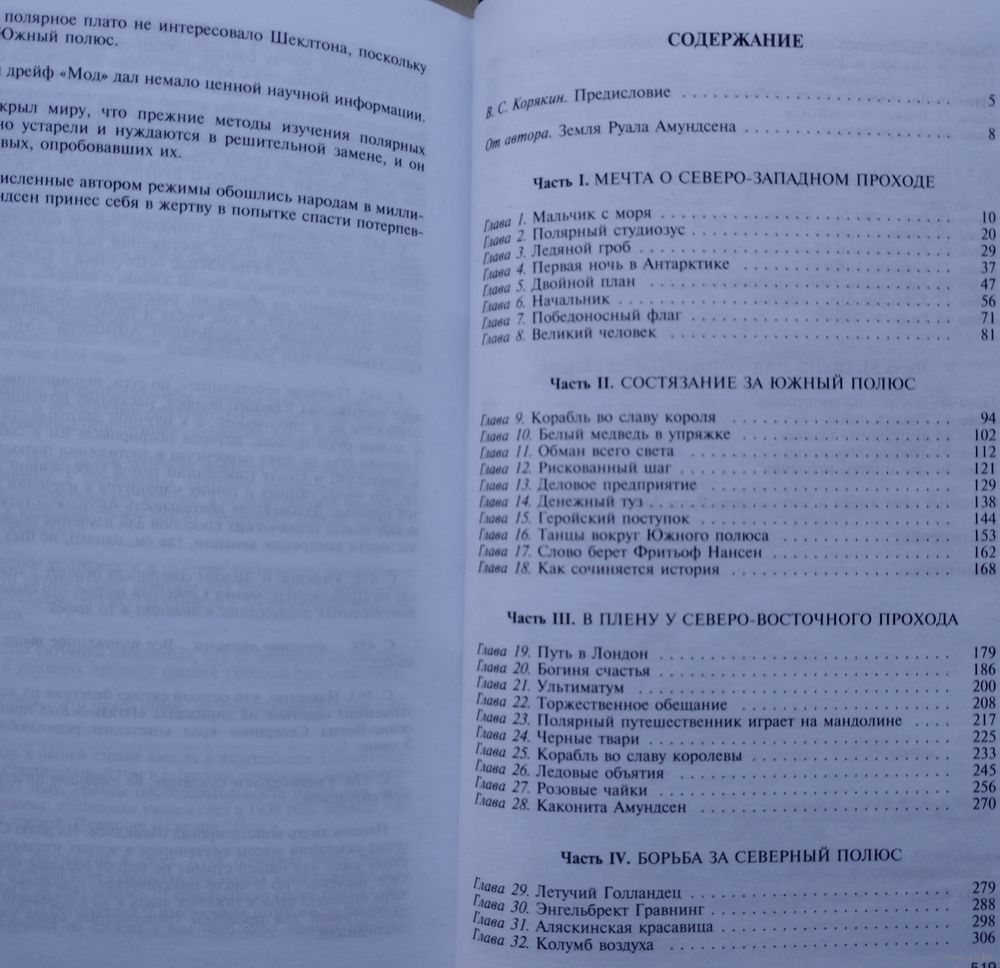 полярное плато не интересовало Шеклтона, поскольку
Южный полюс.
дрейф «Мод» дал немало ценной научной информации.
крыл миру, что прежние методы изучения полярных
но устарели и нуждаются в решительной замене, и он
вых, опробовавших их.
исленные автором режимы обошлись народам в милли-
ндсен принес себя в жертву в попытке спасти потерпев-
СОДЕРЖАНИЕ
В. С. Корякин. Предисловие . . . . . 5
От автора. Земля Руала Амундсена . . . . . 8
Часть I. МЕЧТА О СЕВЕРО-ЗАПАДНОМ ПРОХОДЕ
Глава 1. Мальчик с моря . . . . . 10
Глава 2. Полярный студиозус . . . . . 20
Глава 3. Ледяной гроб . . . . . 29
Глава 4. Первая ночь в Антарктике . . . . . 37
Глава 5. Двойной план . . . . . 47
Глава 6. Начальник . . . . . 56
Глава 7. Победоносный флаг . . . . . 71
Глава 8. Великий человек . . . . . 81
Часть II. СОСТЯЗАНИЕ ЗА ЮЖНЫЙ ПОЛЮС
Глава 9. Корабль во славу короля . . . . . 94
Глава 10. Белый медведь в упряжке . . . . . 102
Глава 11. Обман всего света . . . . . 112
Глава 12. Рискованный шаг . . . . . 121
Глава 13. Деловое предприятие . . . . . 129
Глава 14. Денежный туз . . . . . 138
Глава 15. Геройский поступок . . . . . 144
Глава 16. Танцы вокруг Южного полюса . . . . . 153
Глава 17. Слово берет Фритьоф Нансен . . . . . 162
Глава 18. Как сочиняется история . . . . . 168
Часть III. В ПЛЕНУ У СЕВЕРО-ВОСТОЧНОГО ПРОХОДА
Глава 19. Путь в Лондон . . . . . 179
Глава 20. Богиня счастья . . . . . 186
Глава 21. Ультиматум . . . . . 200
Глава 22. Торжественное обещание . . . . . 208
Глава 23. Полярный путешественник играет на мандолине . . . . . 217
Глава 24. Черные твари . . . . . 225
Глава 25. Корабль во славу королевы . . . . . 233
Глава 26. Ледовые объятия . . . . . 245
Глава 27. Розовые чайки . . . . . 256
Глава 28. Каконита Амундсен . . . . . 270
Часть IV. БОРЬБА ЗА СЕВЕРНЫЙ ПОЛЮС
Глава 29. Летучий Голландец . . . . . 279
Глава 30. Энгельбрект Гравнинг . . . . . 288
Глава 31. Аляскинская красавица . . . . . 298
Глава 32. Колумб воздуха . . . . . 306